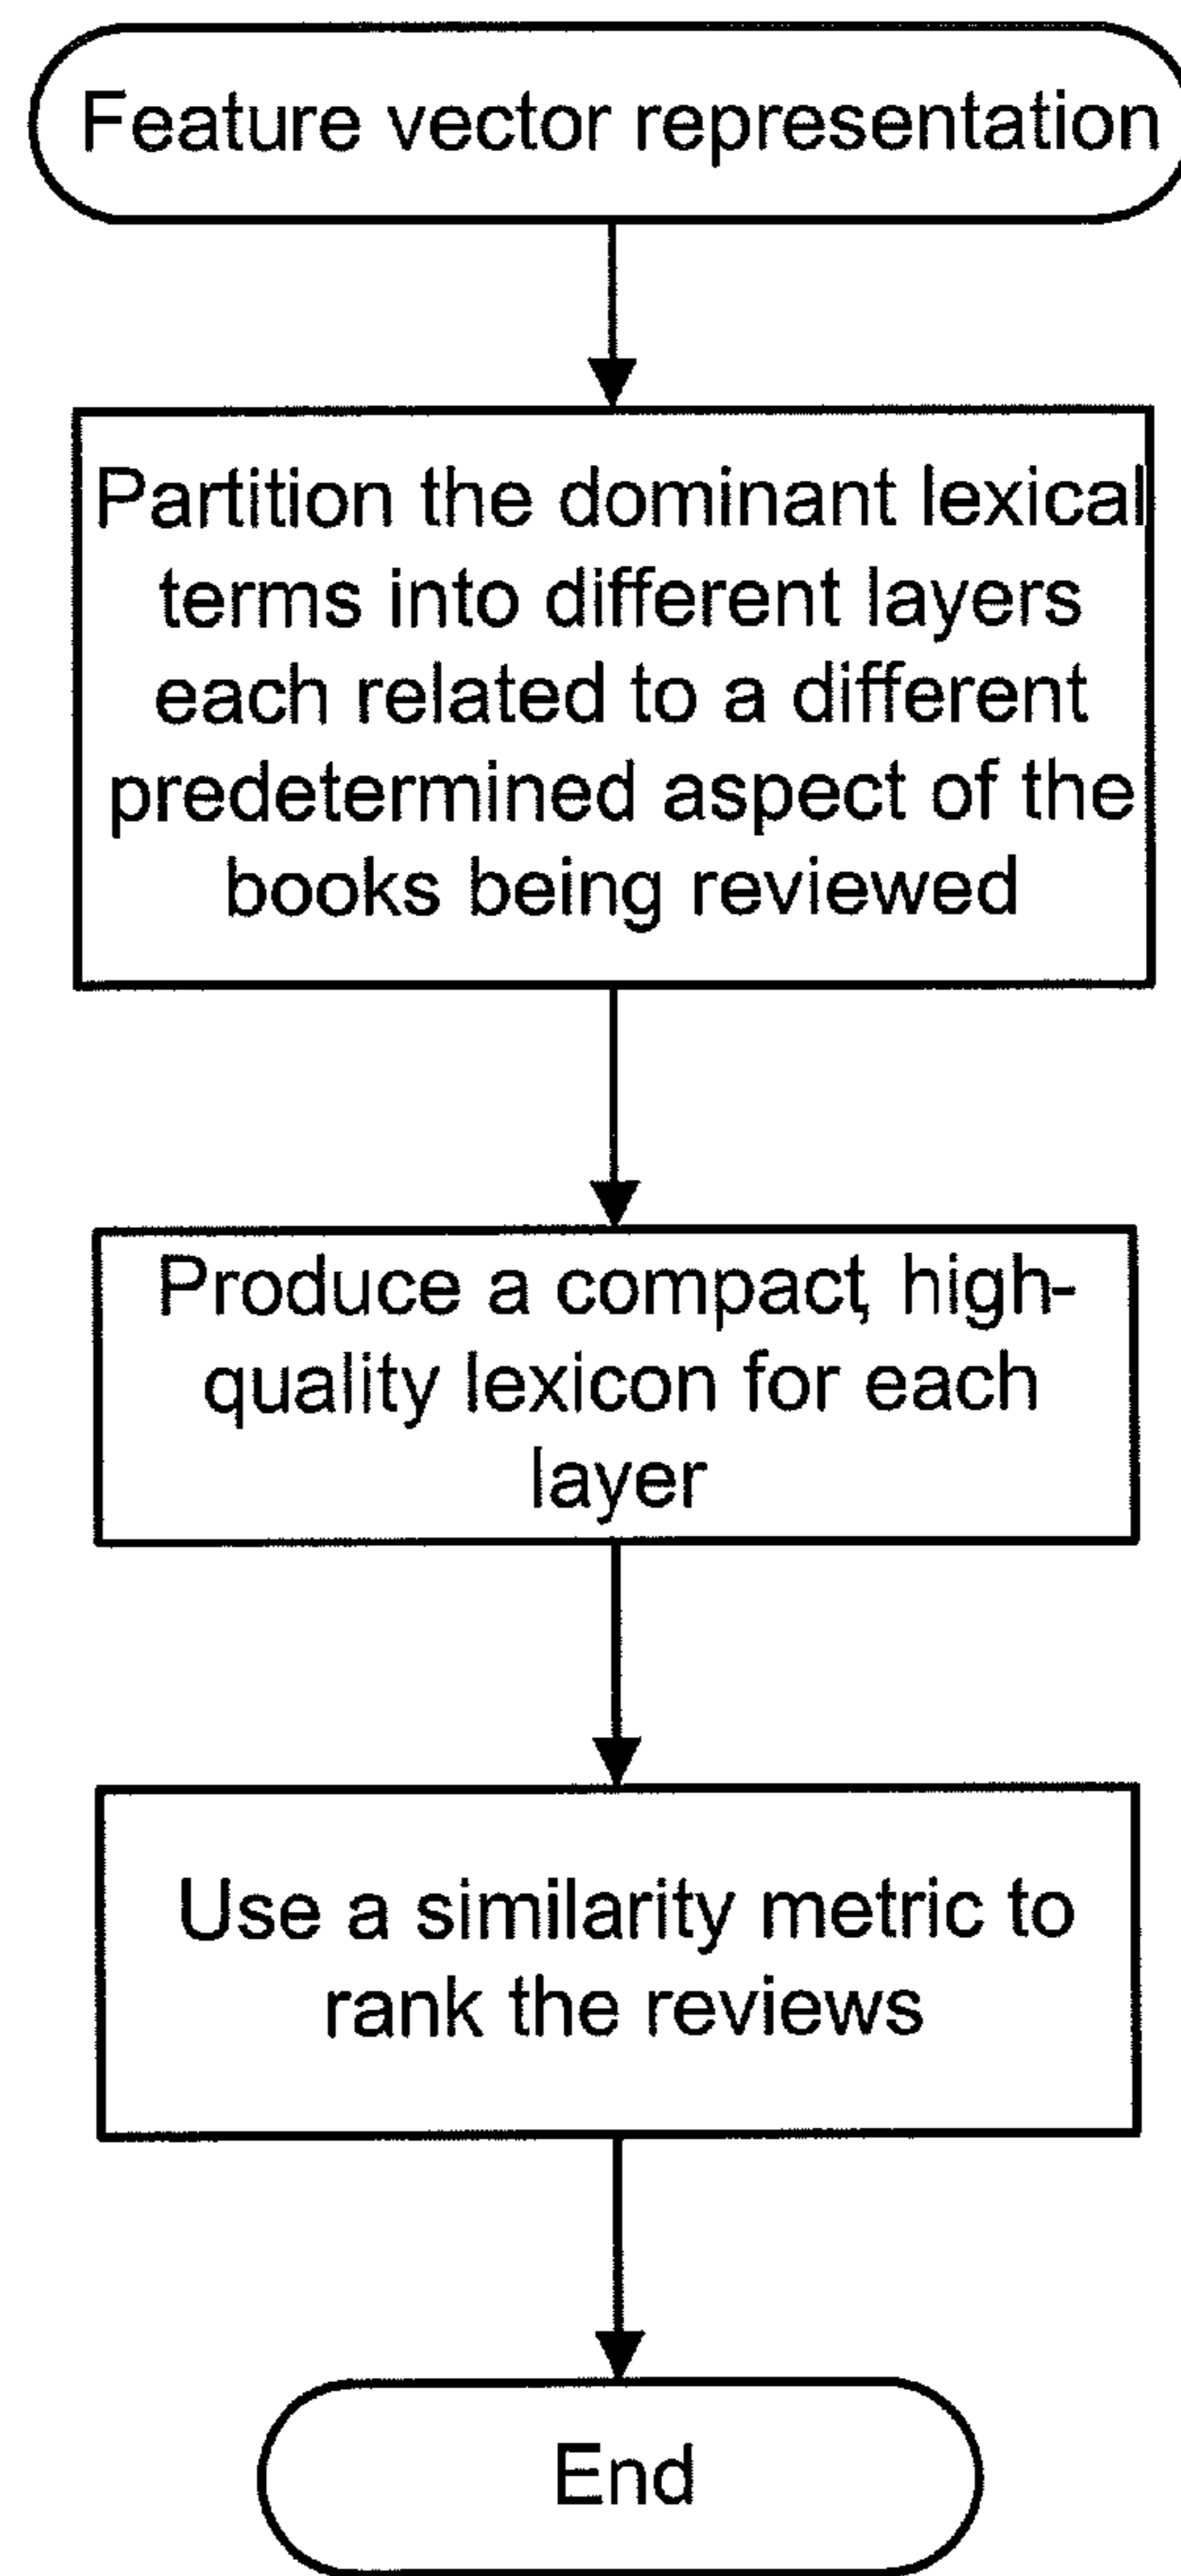 Feature vector representation
Partition the dominant lexical
terms into different layers
each related to a different
predetermined aspect of the
books being reviewed
Produce a compact, high-
quality lexicon for each
layer
Use a similarity metric to
rank the reviews
End